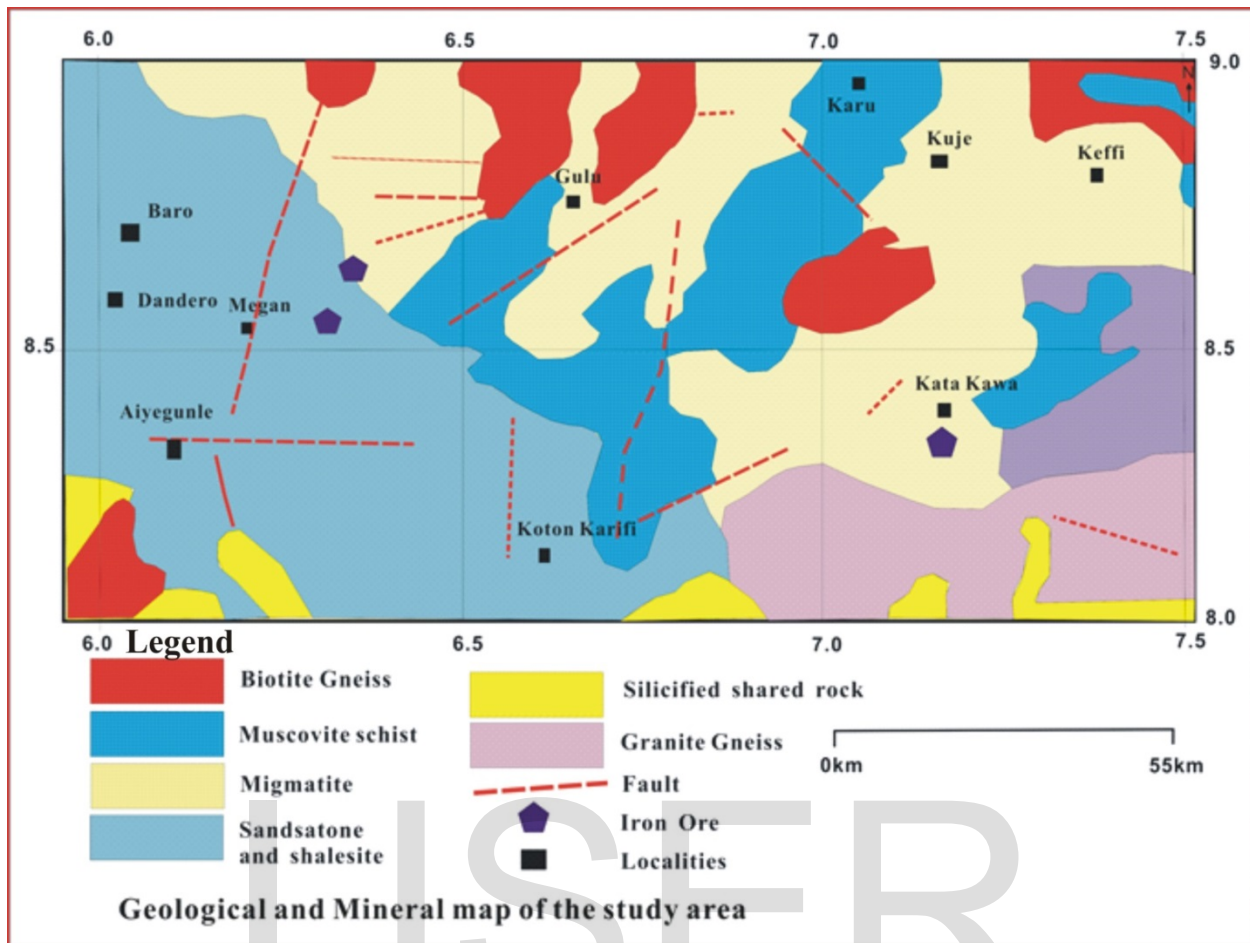 6.0 6.5 7.0 7.5
9.0
N
Karu
Kuje
Keffi
Gulu
Baro
Dandero
Megan
8.5 8.5
Kata Kawa
Aiyegunle
Koton Karifi
8.0
6.0 6.5 7.0 7.5
Legend
Biotite Gneiss
Muscovite schist
Migmatite
Sandsatone
and shalesite
Silicified shared rock
Granite Gneiss
Fault
Iron Ore
Localities
0km 55km
Geological and Mineral map of the study area
IJSER